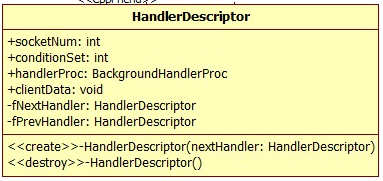 <<CppFriend>>
HandlerDescriptor
+socketNum: int
+conditionSet: int
+handlerProc: BackgroundHandlerProc
+clientData: void
-fNextHandler: HandlerDescriptor
-fPrevHandler: HandlerDescriptor
<<create>>-HandlerDescriptor(nextHandler: HandlerDescriptor)
<<destroy>>-HandlerDescriptor()